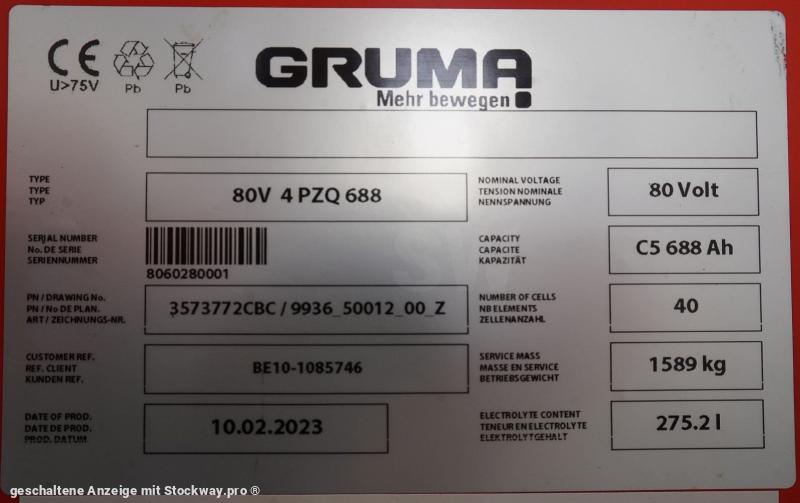 CE
U>75V
Pb
Pb
GRUMA
Mehr bewegen
TYPE
TYPE
TYP
80V 4 PZQ 688
NOMINAL VOLTAGE
TENSION NOMINALE
NENNSPANNUNG
80 Volt
SERIAL NUMBER
No. DE SERIE
SERIENNUMMER
8060280001
CAPACITY
CAPACITE
KAPAZITÄT
C5 688 Ah
PN / DRAWING No.
PN / No DE PLAN.
ART / ZEICHNUNGS-NR.
3573772CBC / 9936_50012_00_Z
NUMBER OF CELLS
NB ELEMENTS
ZELLENANZAHL
40
CUSTOMER REF.
REF. CLIENT
KUNDEN REF.
BE10-1085746
SERVICE MASS
MASSE EN SERVICE
BETRIEBSGEWICHT
1589 kg
DATE OF PROD.
DATE DE PROD.
PROD. DATUM
10.02.2023
ELECTROLYTE CONTENT
TENEUR EN ELECTROLYTE
ELEKTROLYTGEHALT
275.2 l
geschaltene Anzeige mit Stockway.pro ®